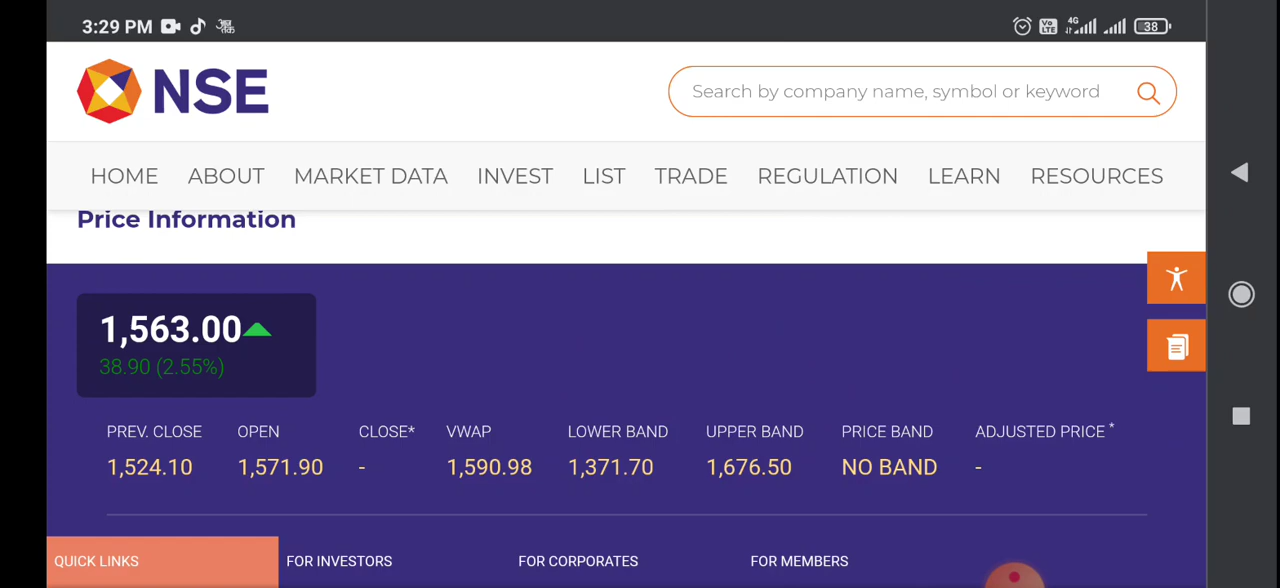 3:29 PM
Vo LTE 4G 38
NSE
Search by company name, symbol or keyword
HOME ABOUT MARKET DATA INVEST LIST TRADE REGULATION LEARN RESOURCES
Price Information
1,563.00
38.90 (2.55%)
PREV. CLOSE OPEN CLOSE* VWAP LOWER BAND UPPER BAND PRICE BAND ADJUSTED PRICE *
1,524.10 1,571.90 - 1,590.98 1,371.70 1,676.50 NO BAND -
QUICK LINKS FOR INVESTORS FOR CORPORATES FOR MEMBERS